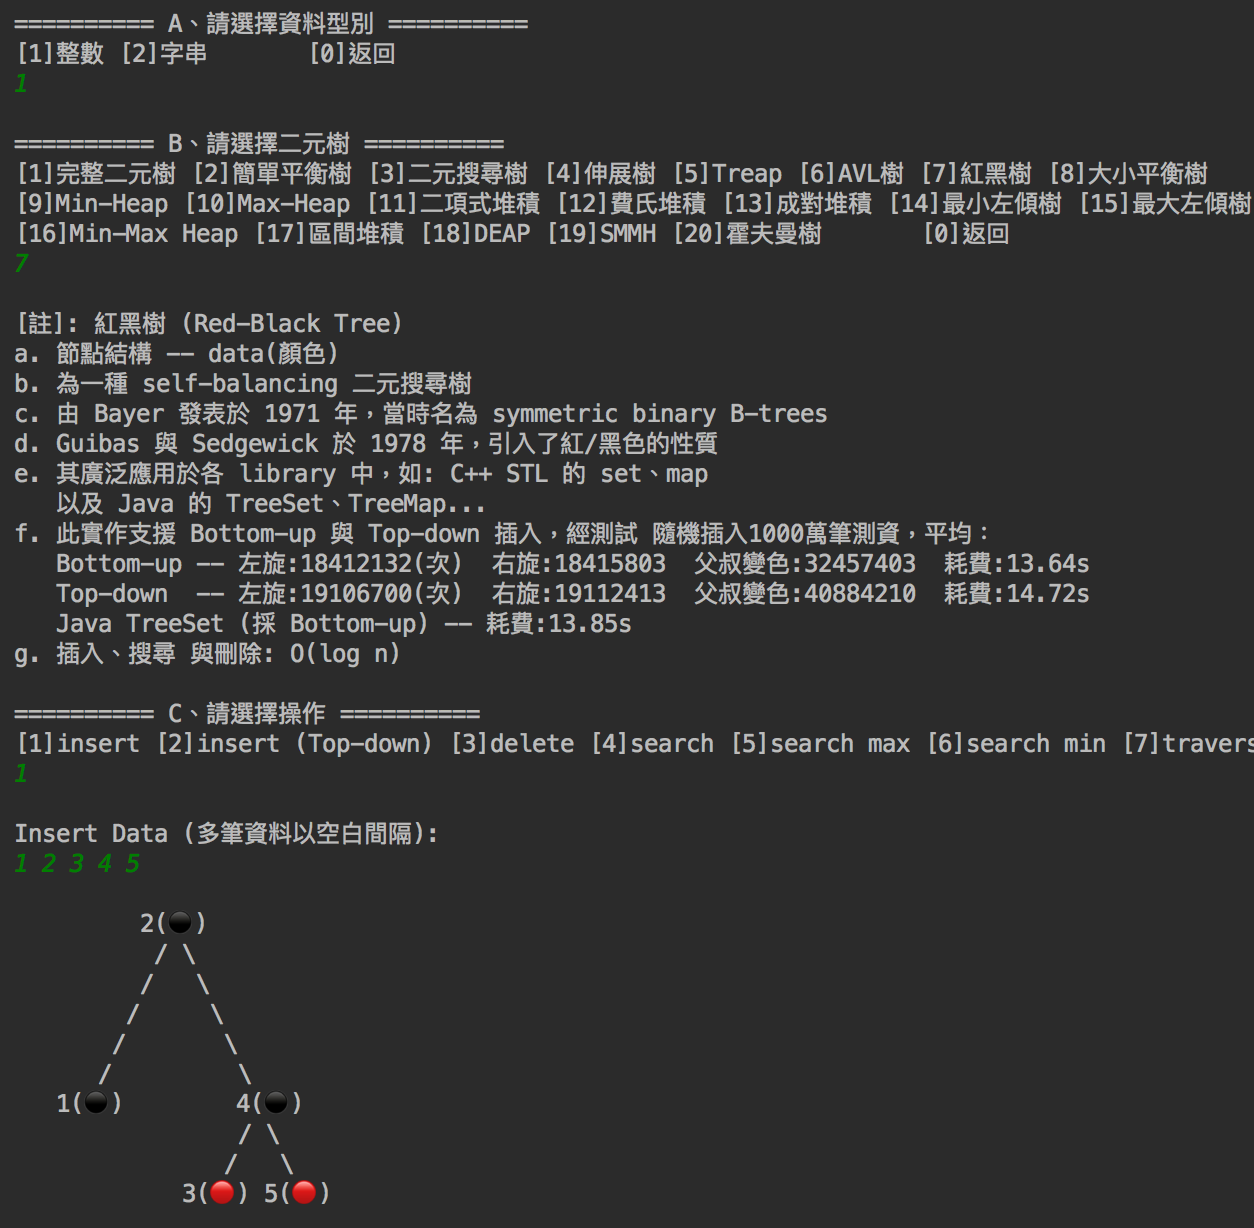 ========== A、請選擇資料型別 ==========
[1]整數 [2]字串 [0]返回
1
========== B、請選擇二元樹 ==========
[1]完整二元樹 [2]簡單平衡樹 [3]二元搜尋樹 [4]伸展樹 [5]Treap [6]AVL樹 [7]紅黑樹 [8]大小平衡樹
[9]Min-Heap [10]Max-Heap [11]二項式堆積 [12]費氏堆積 [13]成對堆積 [14]最小左傾樹 [15]最大左傾樹
[16]Min-Max Heap [17]區間堆積 [18]DEAP [19]SMMH [20]霍夫曼樹 [0]返回
7
[註]: 紅黑樹 (Red-Black Tree)
a. 節點結構 -- data(顏色)
b. 為一種 self-balancing 二元搜尋樹
c. 由 Bayer 發表於 1971 年，當時名為 symmetric binary B-trees
d. Guibas 與 Sedgewick 於 1978 年，引入了紅/黑色的性質
e. 其廣泛應用於各 library 中，如: C++ STL 的 set、map
以及 Java 的 TreeSet、TreeMap...
f. 此實作支援 Bottom-up 與 Top-down 插入，經測試 隨機插入1000萬筆測資，平均：
Bottom-up -- 左旋:18412132(次) 右旋:18415803 父叔變色:32457403 耗費:13.64s
Top-down -- 左旋:19106700(次) 右旋:19112413 父叔變色:40884210 耗費:14.72s
Java TreeSet (採 Bottom-up) -- 耗費:13.85s
g. 插入、搜尋 與刪除: O(log n)
========== C、請選擇操作 ==========
[1]insert [2]insert (Top-down) [3]delete [4]search [5]search max [6]search min [7]travers
1
Insert Data (多筆資料以空白間隔):
1 2 3 4 5
2(⚫)
/ \
/ \
/ \
/ \
/ \
1(⚫) 4(⚫)
/ \
/ \
3(🔴) 5(🔴)